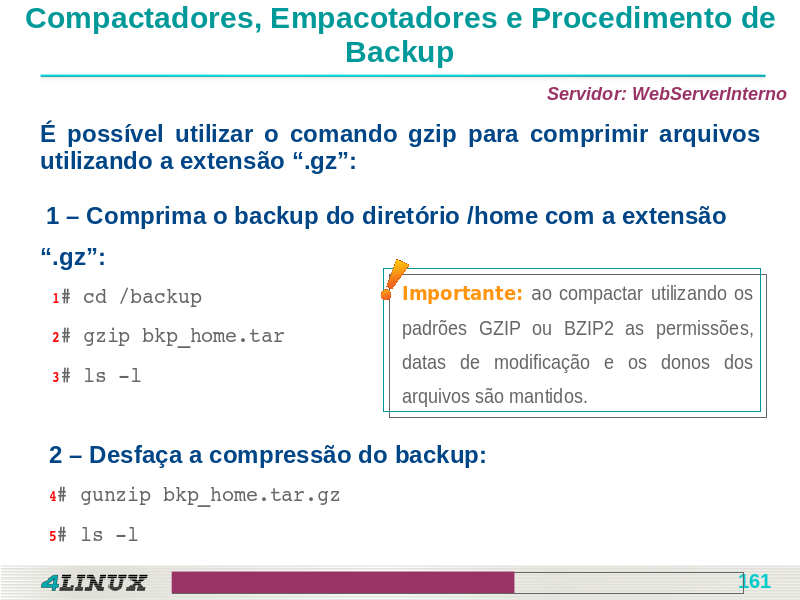 Compactadores, Empacotadores e Procedimento de
Backup
Servidor: WebServerInterno
É possível utilizar o comando gzip para comprimir arquivos
utilizando a extensão “.gz”:
1 – Comprima o backup do diretório /home com a extensão
“.gz”:
1# cd /backup
2# gzip bkp_home.tar
3# ls -l
Importante: ao compactar utilizando os
padrões GZIP ou BZIP2 as permissões,
datas de modificação e os donos dos
arquivos são mantidos.
2 – Desfaça a compressão do backup:
4# gunzip bkp_home.tar.gz
5# ls -l
4LINUX
161